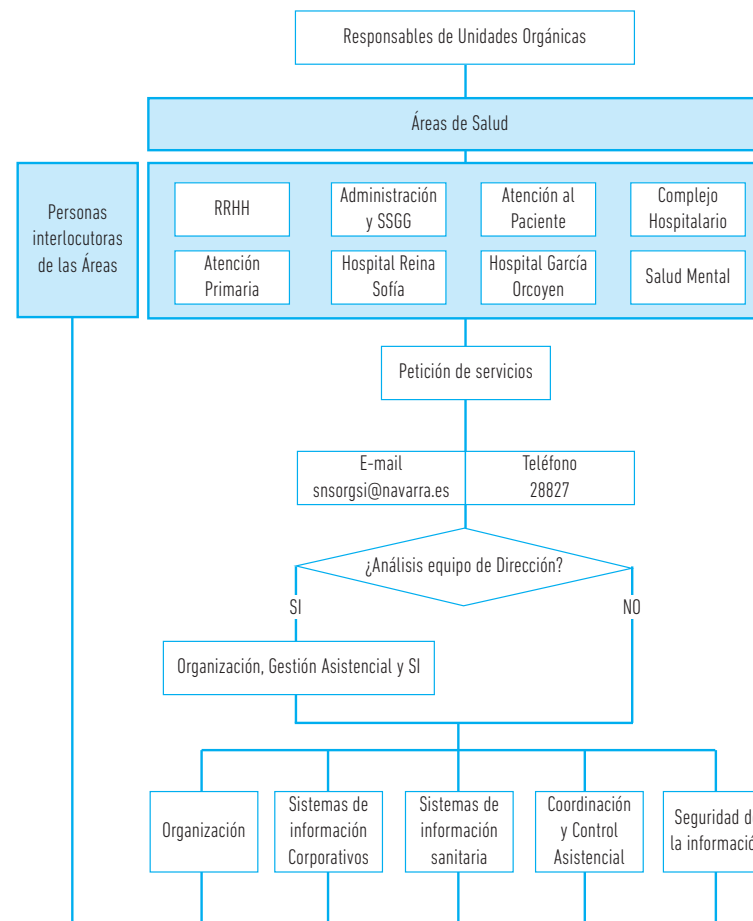 Responsables de Unidades Orgánicas
Áreas de Salud
Personas
interlocutoras
de las Áreas
RRHH
Administración
y SSGG
Atención al
Paciente
Complejo
Hospitalario
Atención
Primaria
Hospital Reina
Sofía
Hospital García
Orcoyen
Salud Mental
Petición de servicios
E-mail
snsorgsi@navarra.es
Teléfono
28827
¿Análisis equipo de Dirección?
SI
NO
Organización, Gestión Asistencial y SI
Organización
Sistemas de
información
Corporativos
Sistemas de
información
sanitaria
Coordinación
y Control
Asistencial
Seguridad
la